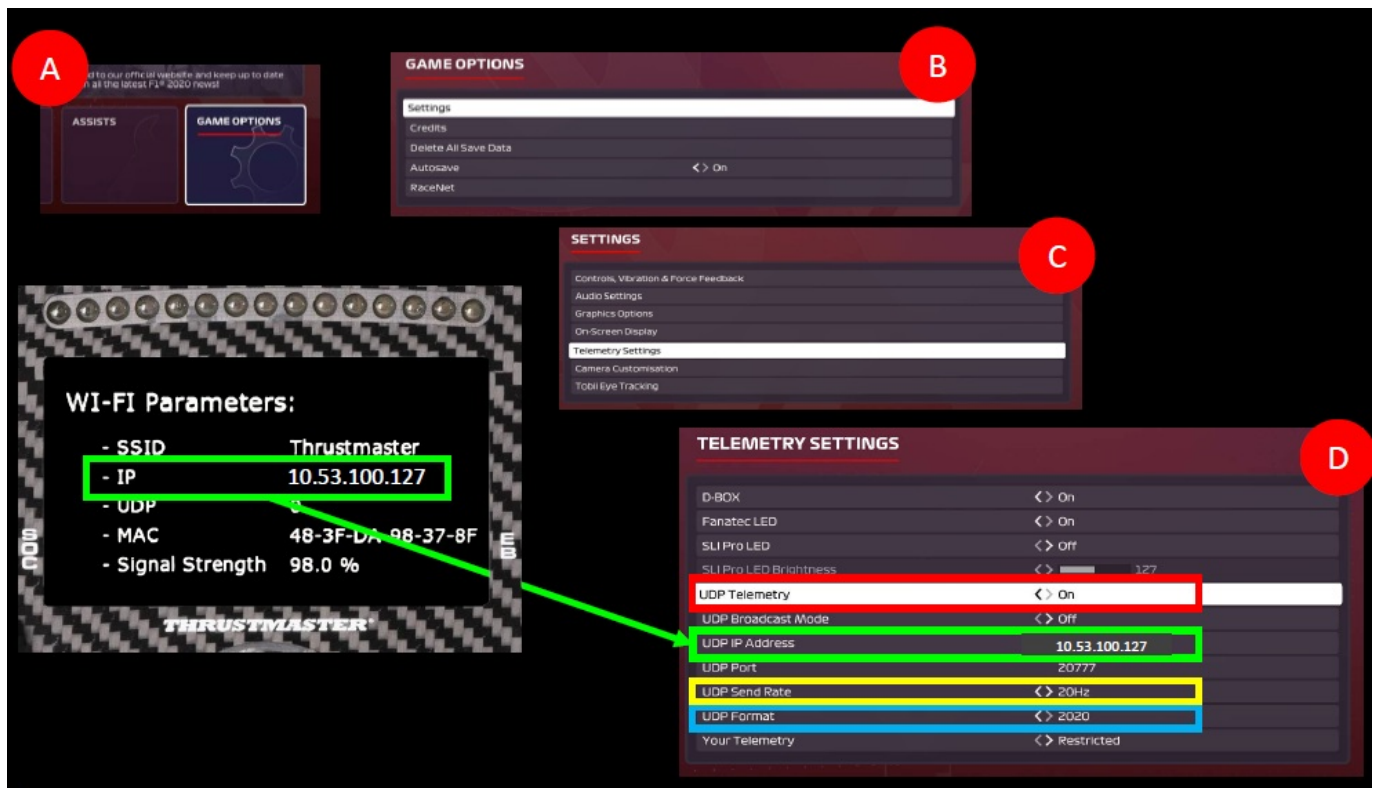 A
d to our official website and keep up to date
all the latest F1® 2020 news!
ASSISTS
GAME OPTIONS
B
GAME OPTIONS
Settings
Credits
Delete All Save Data
Autosave <> On
RaceNet
C
SETTINGS
Controls, Vibration & Force Feedback
Audio Settings
Graphics Options
On-Screen Display
Telemetry Settings
Camera Customisation
Tobii Eye Tracking
WI-FI Parameters:
- SSID Thrustmaster
- IP 10.53.100.127
- UDP
- MAC 48-3F-DA-98-37-8F
- Signal Strength 98.0 %
THRUSTMASTER®
D
TELEMETRY SETTINGS
D-BOX <> On
Fanatec LED <> On
SLI Pro LED <> Off
SLI Pro LED Brightness <> 127
UDP Telemetry <> On
UDP Broadcast Mode <> Off
UDP IP Address 10.53.100.127
UDP Port 20777
UDP Send Rate <> 20Hz
UDP Format <> 2020
Your Telemetry <> Restricted